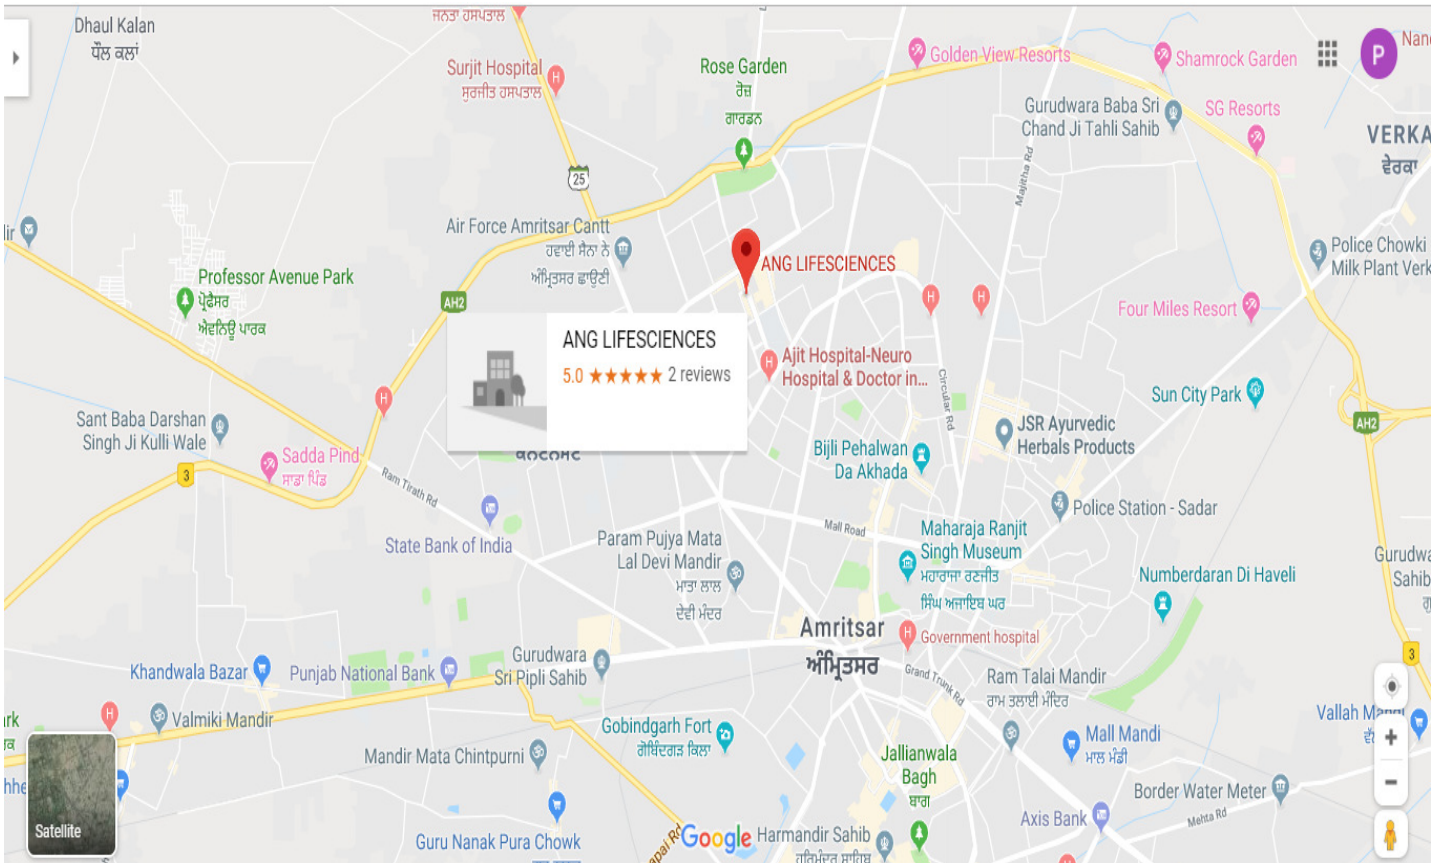 ਜਨਤਾ ਹਸਪਤਾਲ
Dhaul Kalan
ਧੌਲ ਕਲਾਂ
Surjit Hospital
ਸੁਰਜੀਤ ਹਸਪਤਾਲ
Rose Garden
ਰੋਜ਼
ਗਾਰਡਨ
Golden View Resorts
Shamrock Garden
P
Gurudwara Baba Sri
Chand Ji Tahli Sahib
SG Resorts
VERKA
ਵੇਰਕਾ
25
Majitha Rd
Air Force Amritsar Cantt
ਹਵਾਈ ਸੈਨਾ ਨੇ
ਅੰਮ੍ਰਿਤਸਰ ਛਾਉਣੀ
Police Chowki
Milk Plant Verk
Professor Avenue Park
ਪ੍ਰੋਫੈਸਰ
ਐਵਨਿਊ ਪਾਰਕ
AH2
ANG LIFESCIENCES
H
H
Four Miles Resort
ANG LIFESCIENCES
5.0 ★★★★★ 2 reviews
H
Ajit Hospital-Neuro
Hospital & Doctor in...
Circular Rd
Sun City Park
H
Sant Baba Darshan
Singh Ji Kulli Wale
AH2
JSR Ayurvedic
Herbals Products
Bijli Pehalwan
Da Akhada
3
Sadda Pind
ਸਾਡਾ ਪਿੰਡ
Ram Tirath Rd
State Bank of India
Police Station - Sadar
Mall Road
Param Pujya Mata
Lal Devi Mandir
ਮਾਤਾ ਲਾਲ
ਦੇਵੀ ਮੰਦਰ
Maharaja Ranjit
Singh Museum
ਮਹਾਰਾਜਾ ਰਣਜੀਤ
ਸਿੰਘ ਅਜਾਇਬ ਘਰ
Numberdaran Di Haveli
Amritsar
ਅੰਮ੍ਰਿਤਸਰ
H
Government hospital
3
Gurudwara
Sri Pipli Sahib
Khandwala Bazar
Punjab National Bank
Grand Trunk Rd
Ram Talai Mandir
ਰਾਮ ਤਲਾਈ ਮੰਦਿਰ
H
Valmiki Mandir
Gobindgarh Fort
ਗੋਬਿੰਦਗੜ ਕਿਲਾ
Mall Mandi
ਮਾਲ ਮੰਡੀ
Vallah Mandi
Mandir Mata Chintpurni
Jallianwala
Bagh
ਬਾਗ
Border Water Meter
Mehta Rd
Axis Bank
Satellite
Guru Nanak Pura Chowk
Google
Harmandir Sahib
ਹਰਿਮੰਦਰ ਸਾਹਿਬ
H